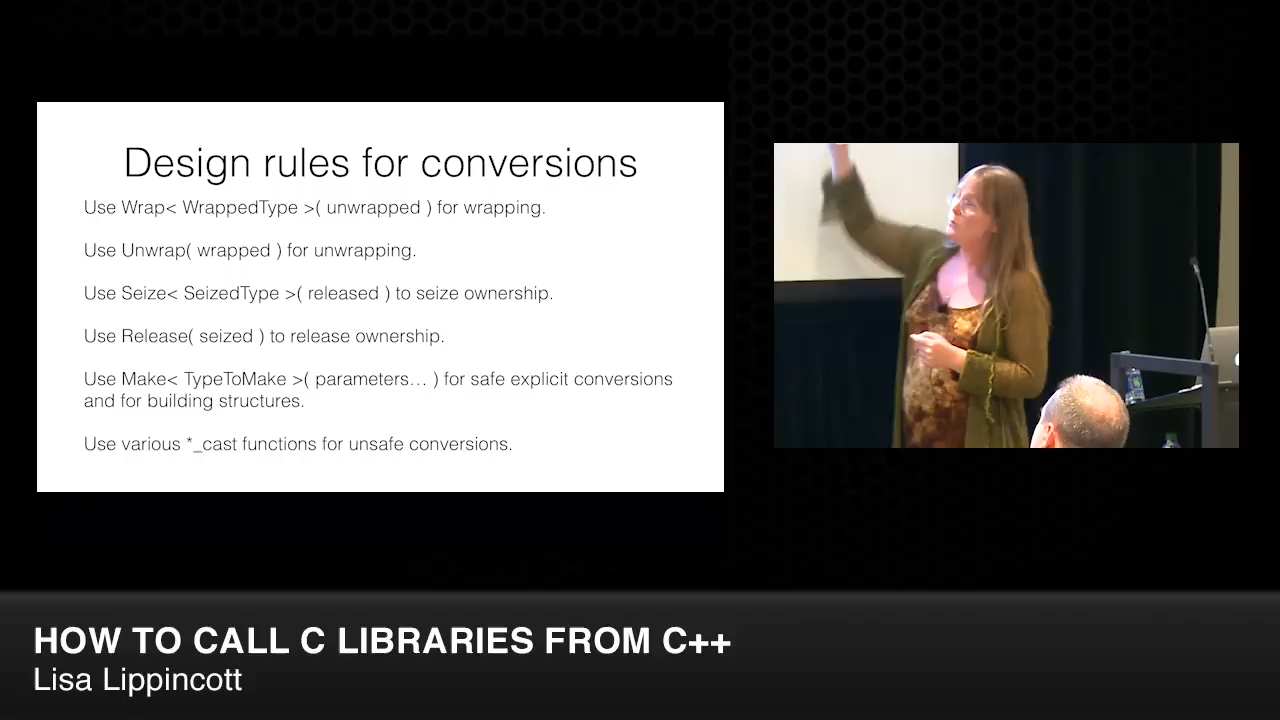 Design rules for conversions
Use Wrap< WrappedType >( unwrapped ) for wrapping.
Use Unwrap( wrapped ) for unwrapping.
Use Seize< SeizedType >( released ) to seize ownership.
Use Release( seized ) to release ownership.
Use Make< TypeToMake >( parameters… ) for safe explicit conversions
and for building structures.
Use various *_cast functions for unsafe conversions.
HOW TO CALL C LIBRARIES FROM C++
Lisa Lippincott